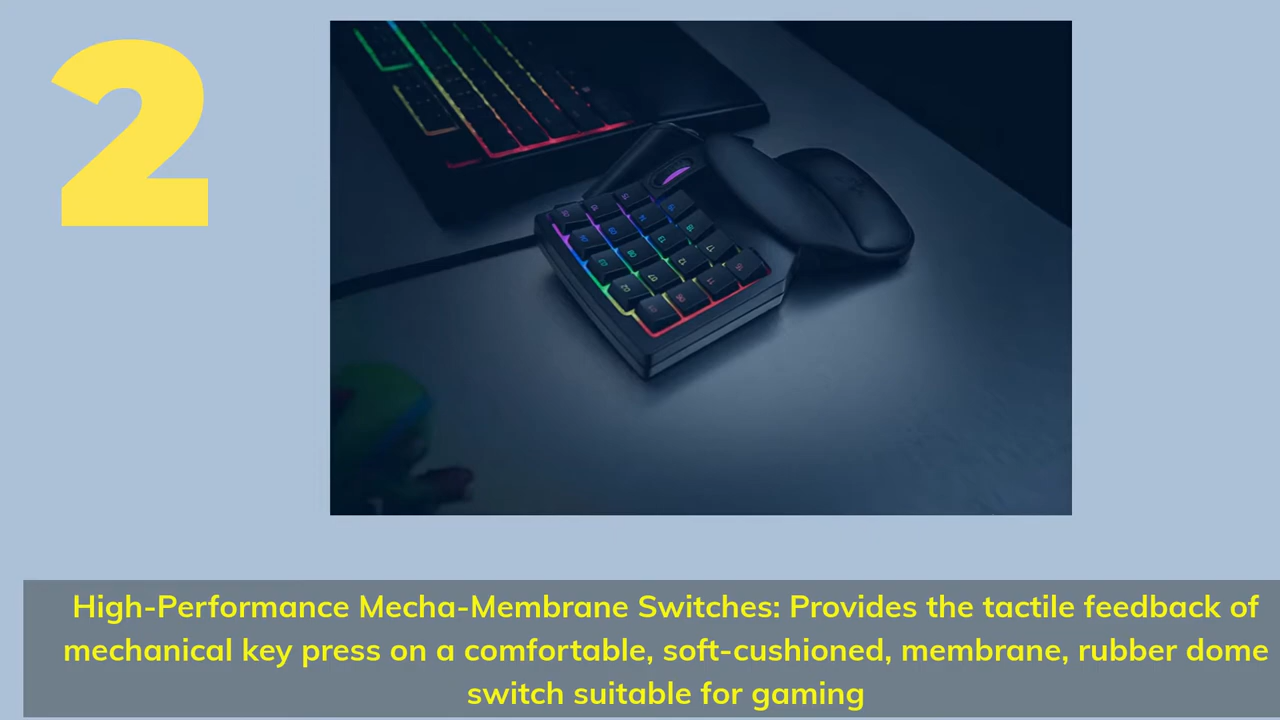 2
High-Performance Mecha-Membrane Switches: Provides the tactile feedback of
mechanical key press on a comfortable, soft-cushioned, membrane, rubber dome
switch suitable for gaming